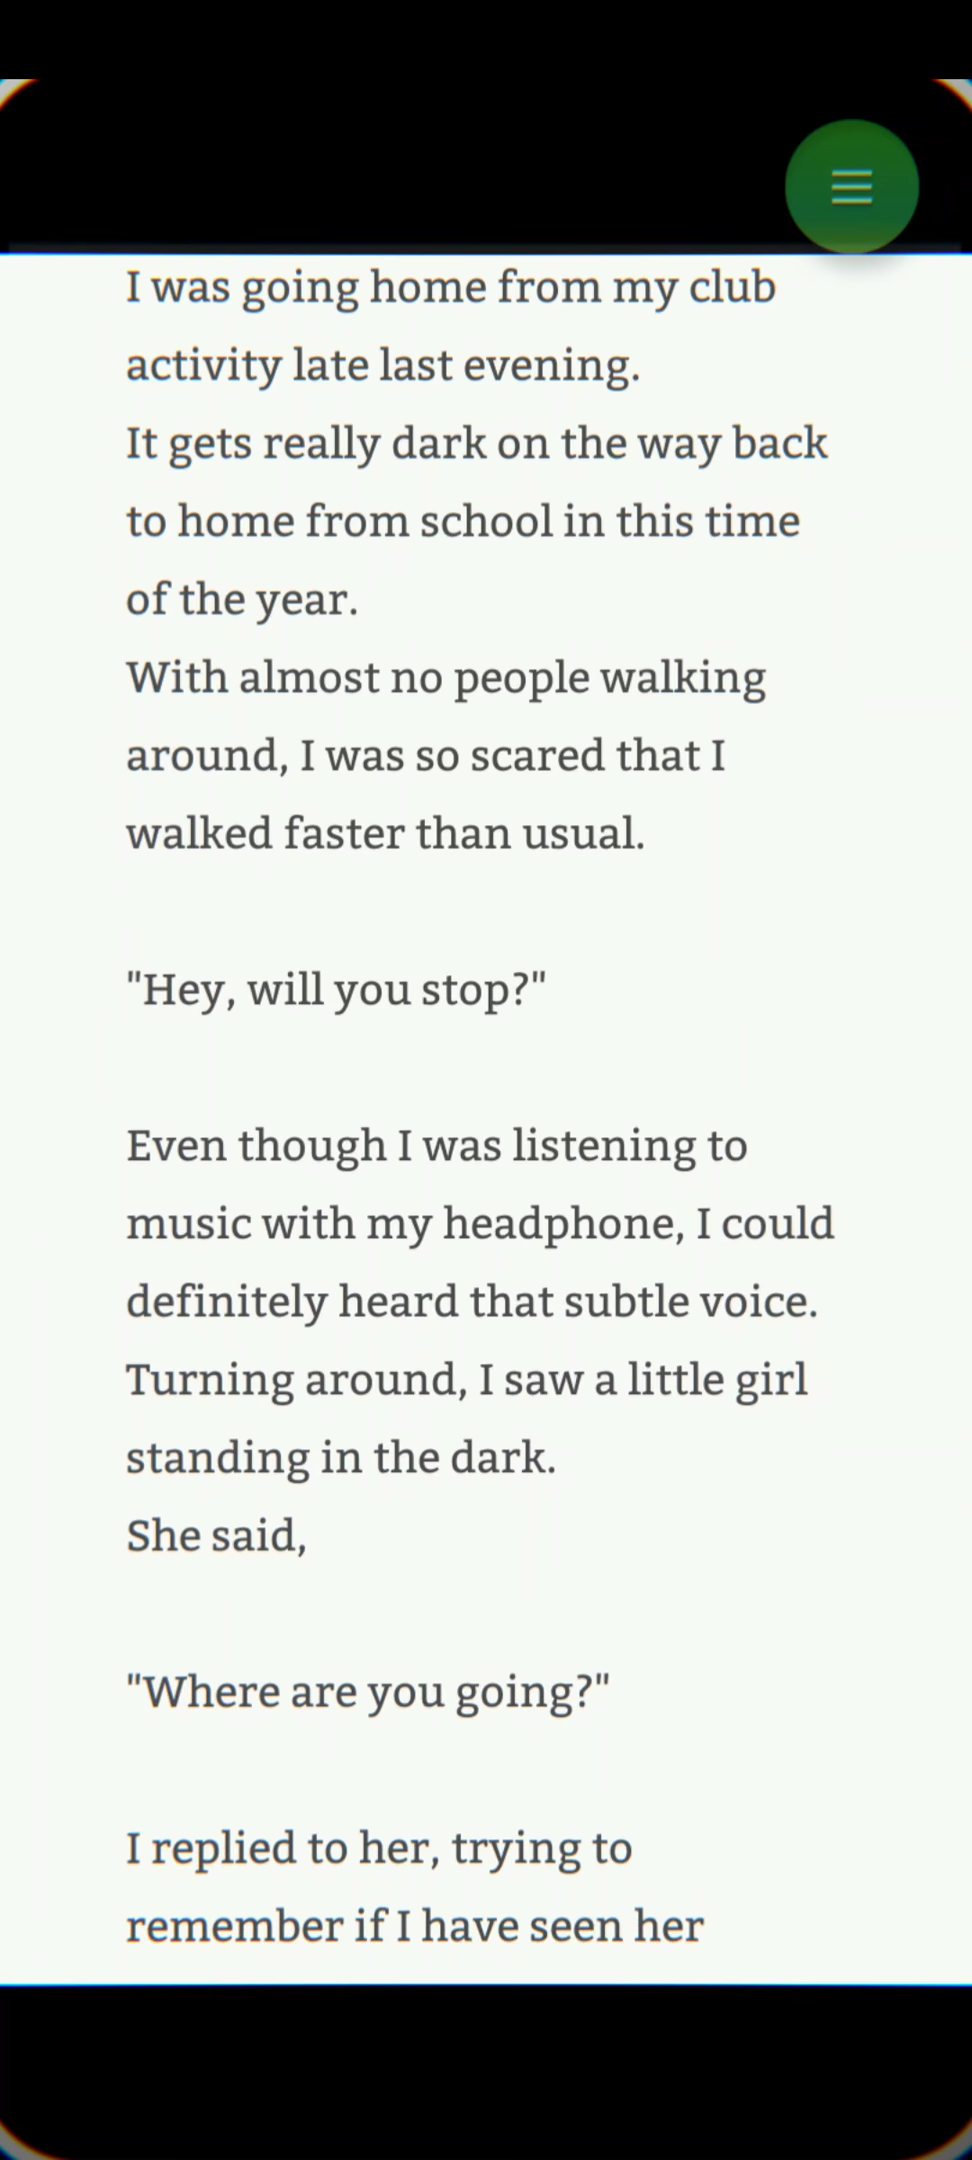 I was going home from my club
activity late last evening.
It gets really dark on the way back
to home from school in this time
of the year.
With almost no people walking
around, I was so scared that I
walked faster than usual.
"Hey, will you stop?"
Even though I was listening to
music with my headphone, I could
definitely heard that subtle voice.
Turning around, I saw a little girl
standing in the dark.
She said,
"Where are you going?"
I replied to her, trying to
remember if I have seen her